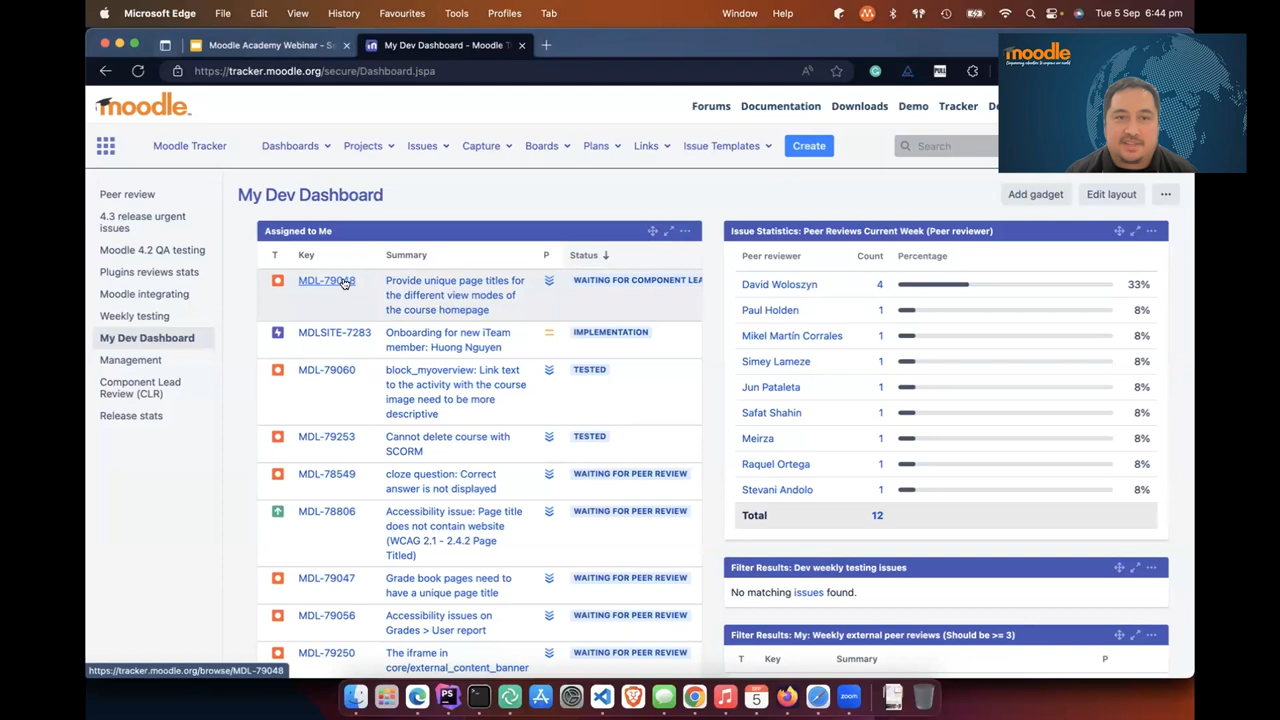 Microsoft Edge File Edit View History Favourites Tools Profiles Tab Window Help Tue 5 Sep 6:44 pm
Moodle Academy Webinar - S
My Dev Dashboard - Moodle T
https://tracker.moodle.org/secure/Dashboard.jspa
PULL
moodle
Forums Documentation Downloads Demo Tracker De
Moodle Tracker Dashboards Projects Issues Capture Boards Plans Links Issue Templates Create Search
moodle
Peer review
4.3 release urgent
issues
Moodle 4.2 QA testing
Plugins reviews stats
Moodle integrating
Weekly testing
My Dev Dashboard
Management
Component Lead
Review (CLR)
Release stats
My Dev Dashboard
Add gadget Edit layout
Assigned to Me
T Key Summary P Status
MDL-79048 Provide unique page titles for WAITING FOR COMPONENT LEA
the different view modes of
the course homepage
MDLSITE-7283 Onboarding for new iTeam IMPLEMENTATION
member: Huong Nguyen
MDL-79060 block_myoverview: Link text TESTED
to the activity with the course
image need to be more
descriptive
MDL-79253 Cannot delete course with TESTED
SCORM
MDL-78549 cloze question: Correct WAITING FOR PEER REVIEW
answer is not displayed
MDL-78806 Accessibility issue: Page title WAITING FOR PEER REVIEW
does not contain website
(WCAG 2.1 - 2.4.2 Page
Titled)
MDL-79047 Grade book pages need to WAITING FOR PEER REVIEW
have a unique page title
MDL-79056 Accessibility issues on WAITING FOR PEER REVIEW
Grades > User report
MDL-79250 The iframe in WAITING FOR PEER REVIEW
core/external_content_banner
Issue Statistics: Peer Reviews Current Week (Peer reviewer)
Peer reviewer Count Percentage
David Woloszyn 4 33%
Paul Holden 1 8%
Mikel Martín Corrales 1 8%
Simey Lameze 1 8%
Jun Pataleta 1 8%
Safat Shahin 1 8%
Meirza 1 8%
Raquel Ortega 1 8%
Stevani Andolo 1 8%
Total 12
Filter Results: Dev weekly testing issues
No matching issues found.
Filter Results: My: Weekly external peer reviews (Should be >= 3)
T Key Summary P
https://tracker.moodle.org/browse/MDL-79048
PS
SEP
5
zoom